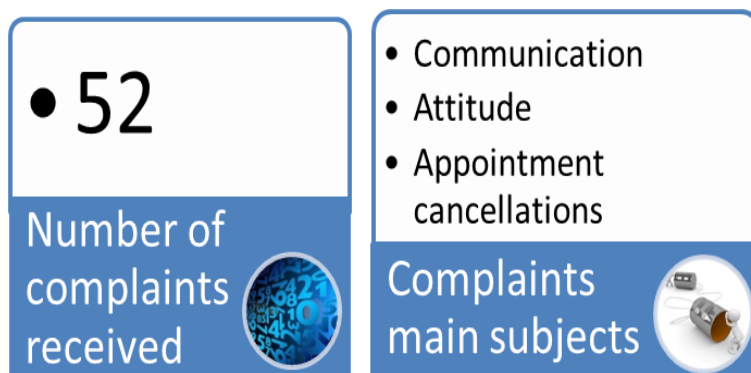 • 52
Number of
complaints
received
• Communication
• Attitude
• Appointment
cancellations
Complaints
main subjects